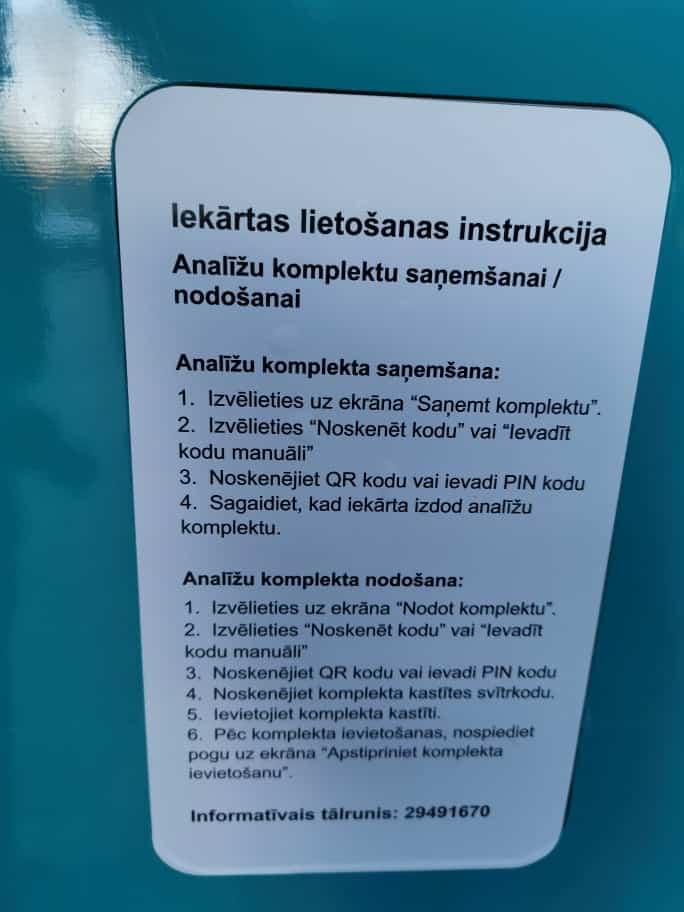 Iekārtas lietošanas instrukcija
Analīžu komplektu saņemšanai /
nodošanai
Analīžu komplekta saņemšana:
1. Izvēlieties uz ekrāna “Saņemt komplektu”.
2. Izvēlieties “Noskenēt kodu” vai “Ievadīt
kodu manuāli”
3. Noskenējiet QR kodu vai ievadi PIN kodu
4. Sagaidiet, kad iekārta izdod analīžu
komplektu.
Analīžu komplekta nodošana:
1. Izvēlieties uz ekrāna “Nodot komplektu”.
2. Izvēlieties “Noskenēt kodu” vai “Ievadīt
kodu manuāli”
3. Noskenējiet QR kodu vai ievadi PIN kodu
4. Noskenējiet komplekta kastītes svītrkodu.
5. Ievietojiet komplekta kastīti.
6. Pēc komplekta ievietošanas, nospiediet
pogu uz ekrāna “Apstipriniet komplekta
ievietošanu”.
Informatīvais tālrunis: 29491670